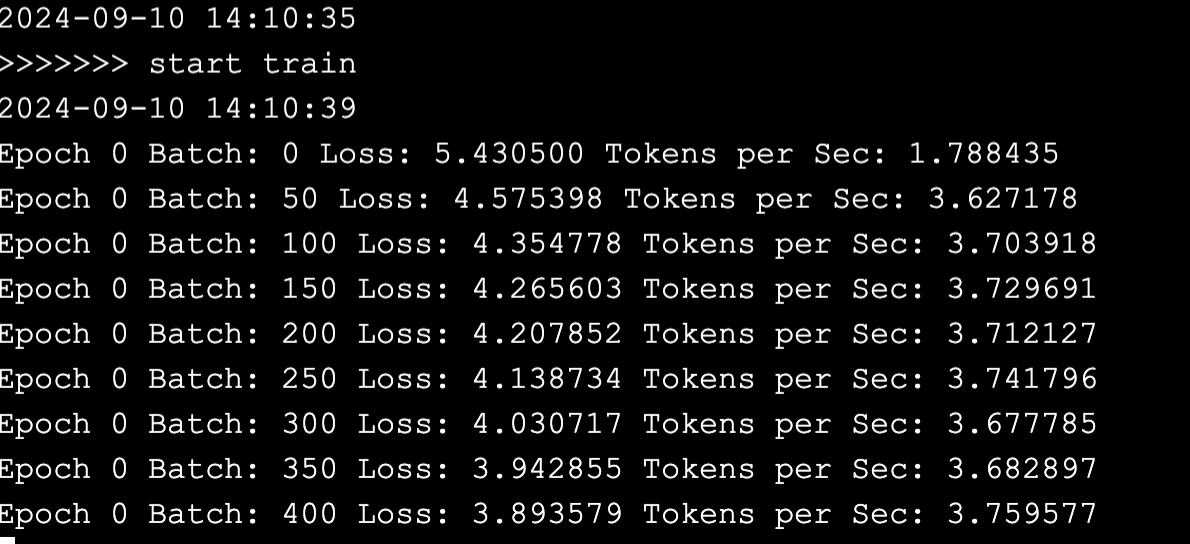 2024-09-10 14:10:35
>>>>>>> start train
2024-09-10 14:10:39
Epoch 0 Batch: 0 Loss: 5.430500 Tokens per Sec: 1.788435
Epoch 0 Batch: 50 Loss: 4.575398 Tokens per Sec: 3.627178
Epoch 0 Batch: 100 Loss: 4.354778 Tokens per Sec: 3.703918
Epoch 0 Batch: 150 Loss: 4.265603 Tokens per Sec: 3.729691
Epoch 0 Batch: 200 Loss: 4.207852 Tokens per Sec: 3.712127
Epoch 0 Batch: 250 Loss: 4.138734 Tokens per Sec: 3.741796
Epoch 0 Batch: 300 Loss: 4.030717 Tokens per Sec: 3.677785
Epoch 0 Batch: 350 Loss: 3.942855 Tokens per Sec: 3.682897
Epoch 0 Batch: 400 Loss: 3.893579 Tokens per Sec: 3.759577